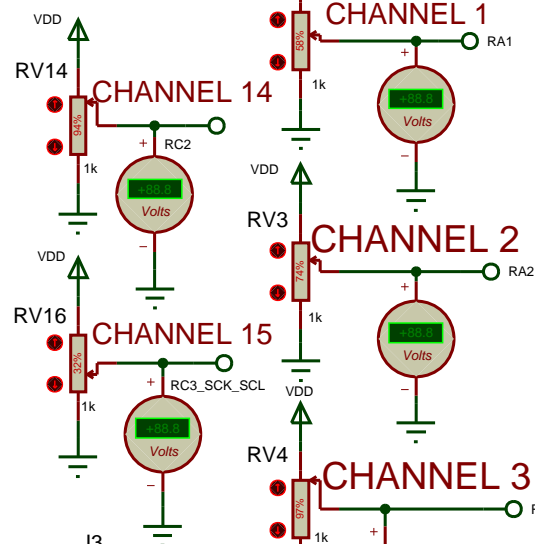 VDD
RV14
CHANNEL 14
94%
1k
+
RC2
+88.8
Volts
−
VDD
RV16
CHANNEL 15
32%
1k
+
RC3_SCK_SCL
+88.8
Volts
−
J3
CHANNEL 1
58%
1k
+
RA1
+88.8
Volts
−
VDD
RV3
CHANNEL 2
74%
1k
+
RA2
+88.8
Volts
−
VDD
RV4
CHANNEL 3
97%
1k
+